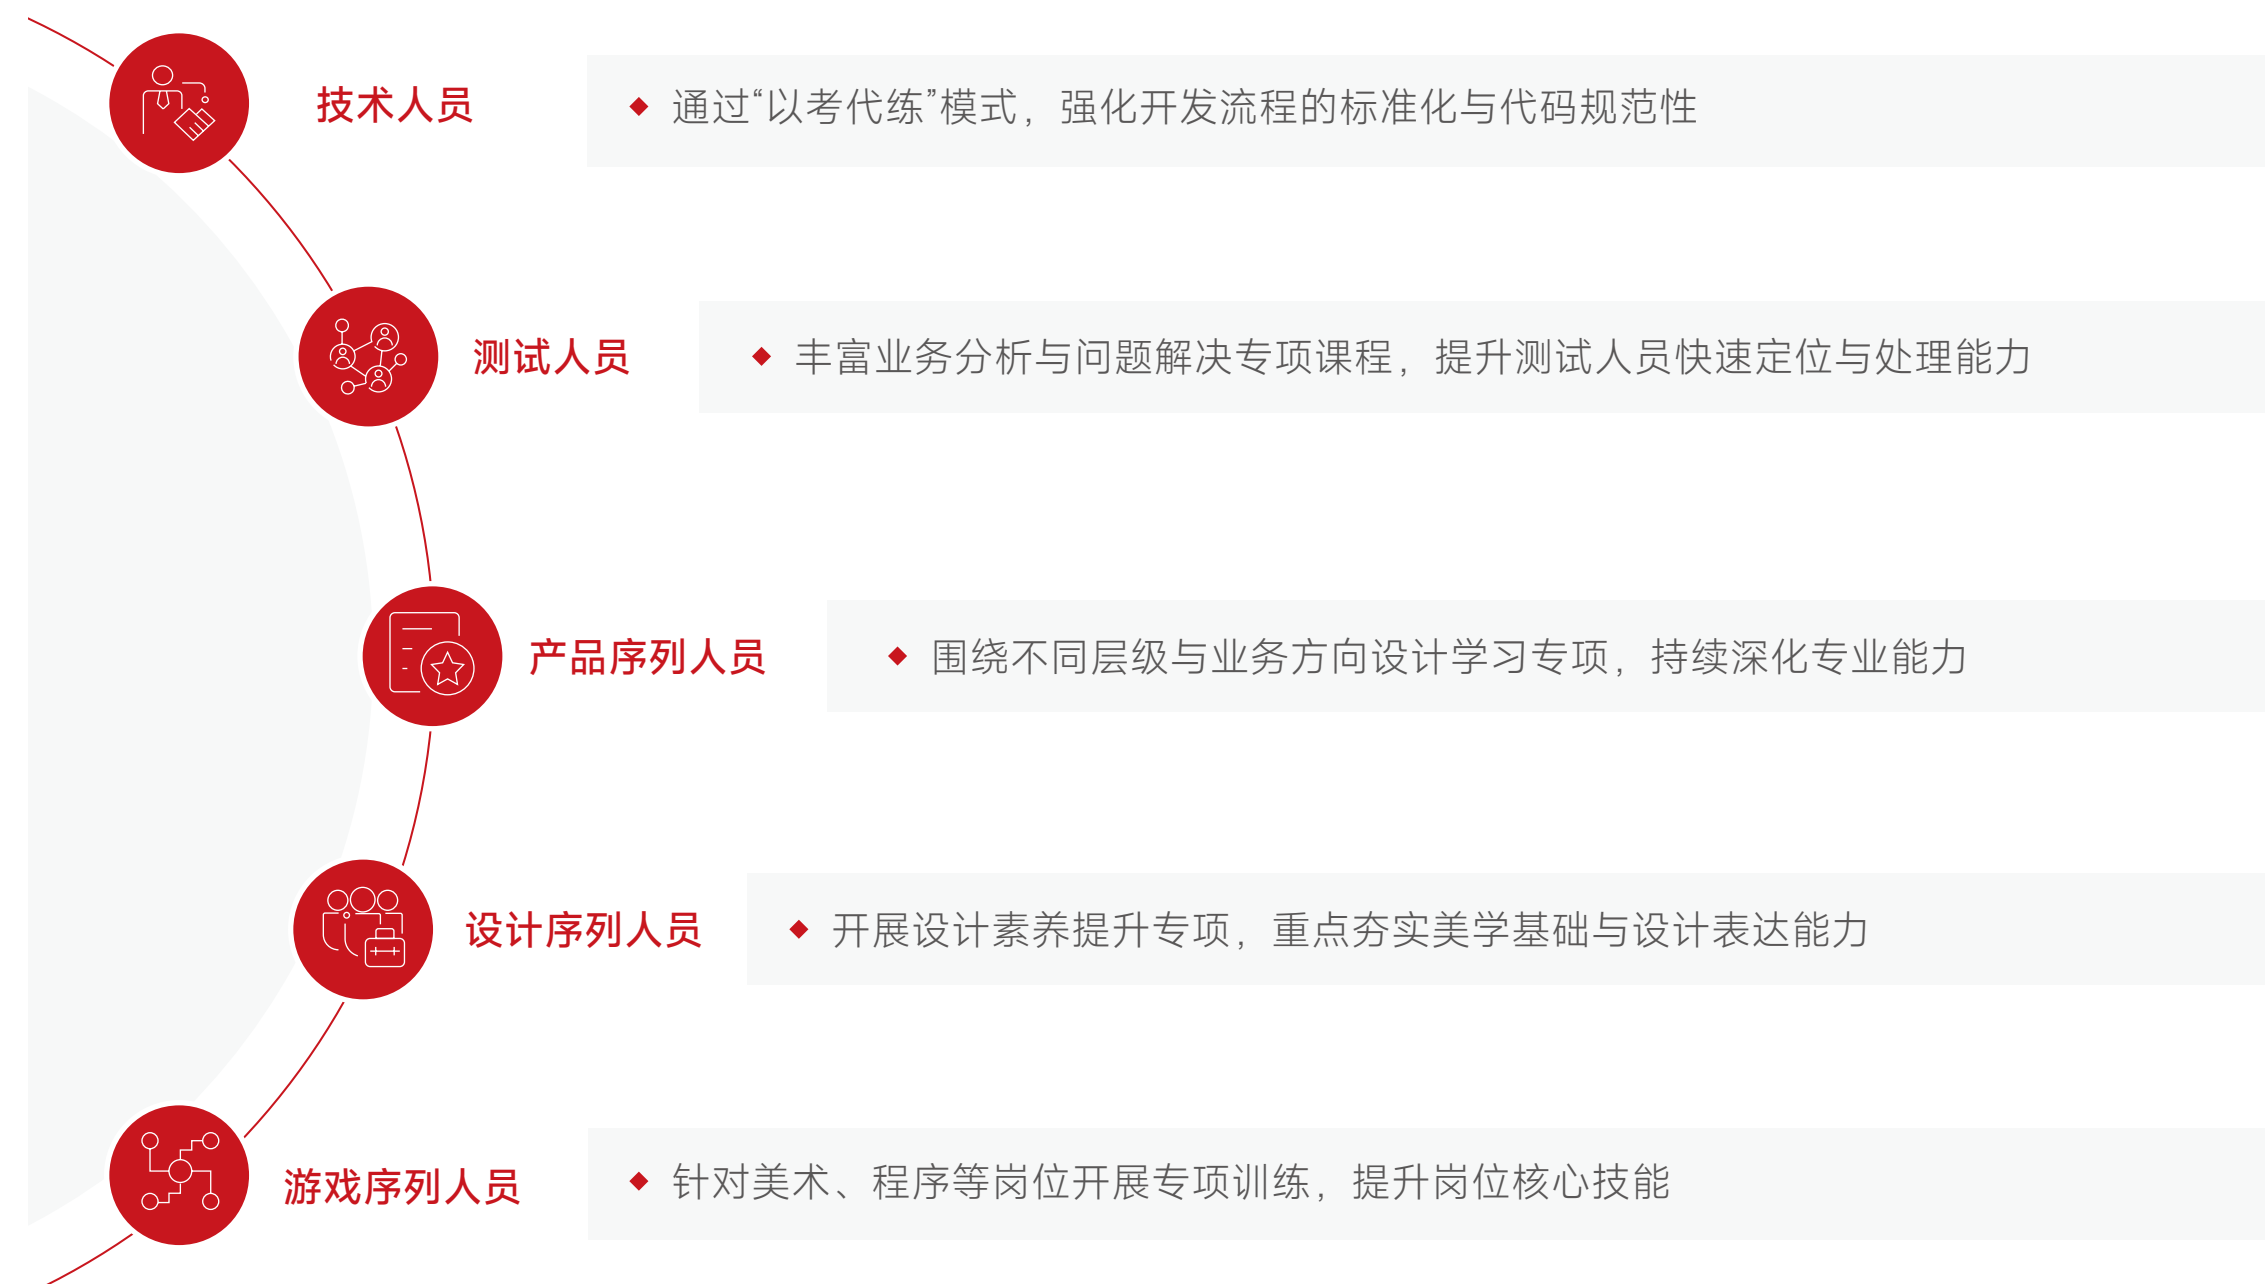 技术人员
◆ 通过“以考代练”模式，强化开发流程的标准化与代码规范性
测试人员
◆ 丰富业务分析与问题解决专项课程，提升测试人员快速定位与处理能力
产品序列人员
◆ 围绕不同层级与业务方向设计学习专项，持续深化专业能力
设计序列人员
◆ 开展设计素养提升专项，重点夯实美学基础与设计表达能力
游戏序列人员
◆ 针对美术、程序等岗位开展专项训练，提升岗位核心技能